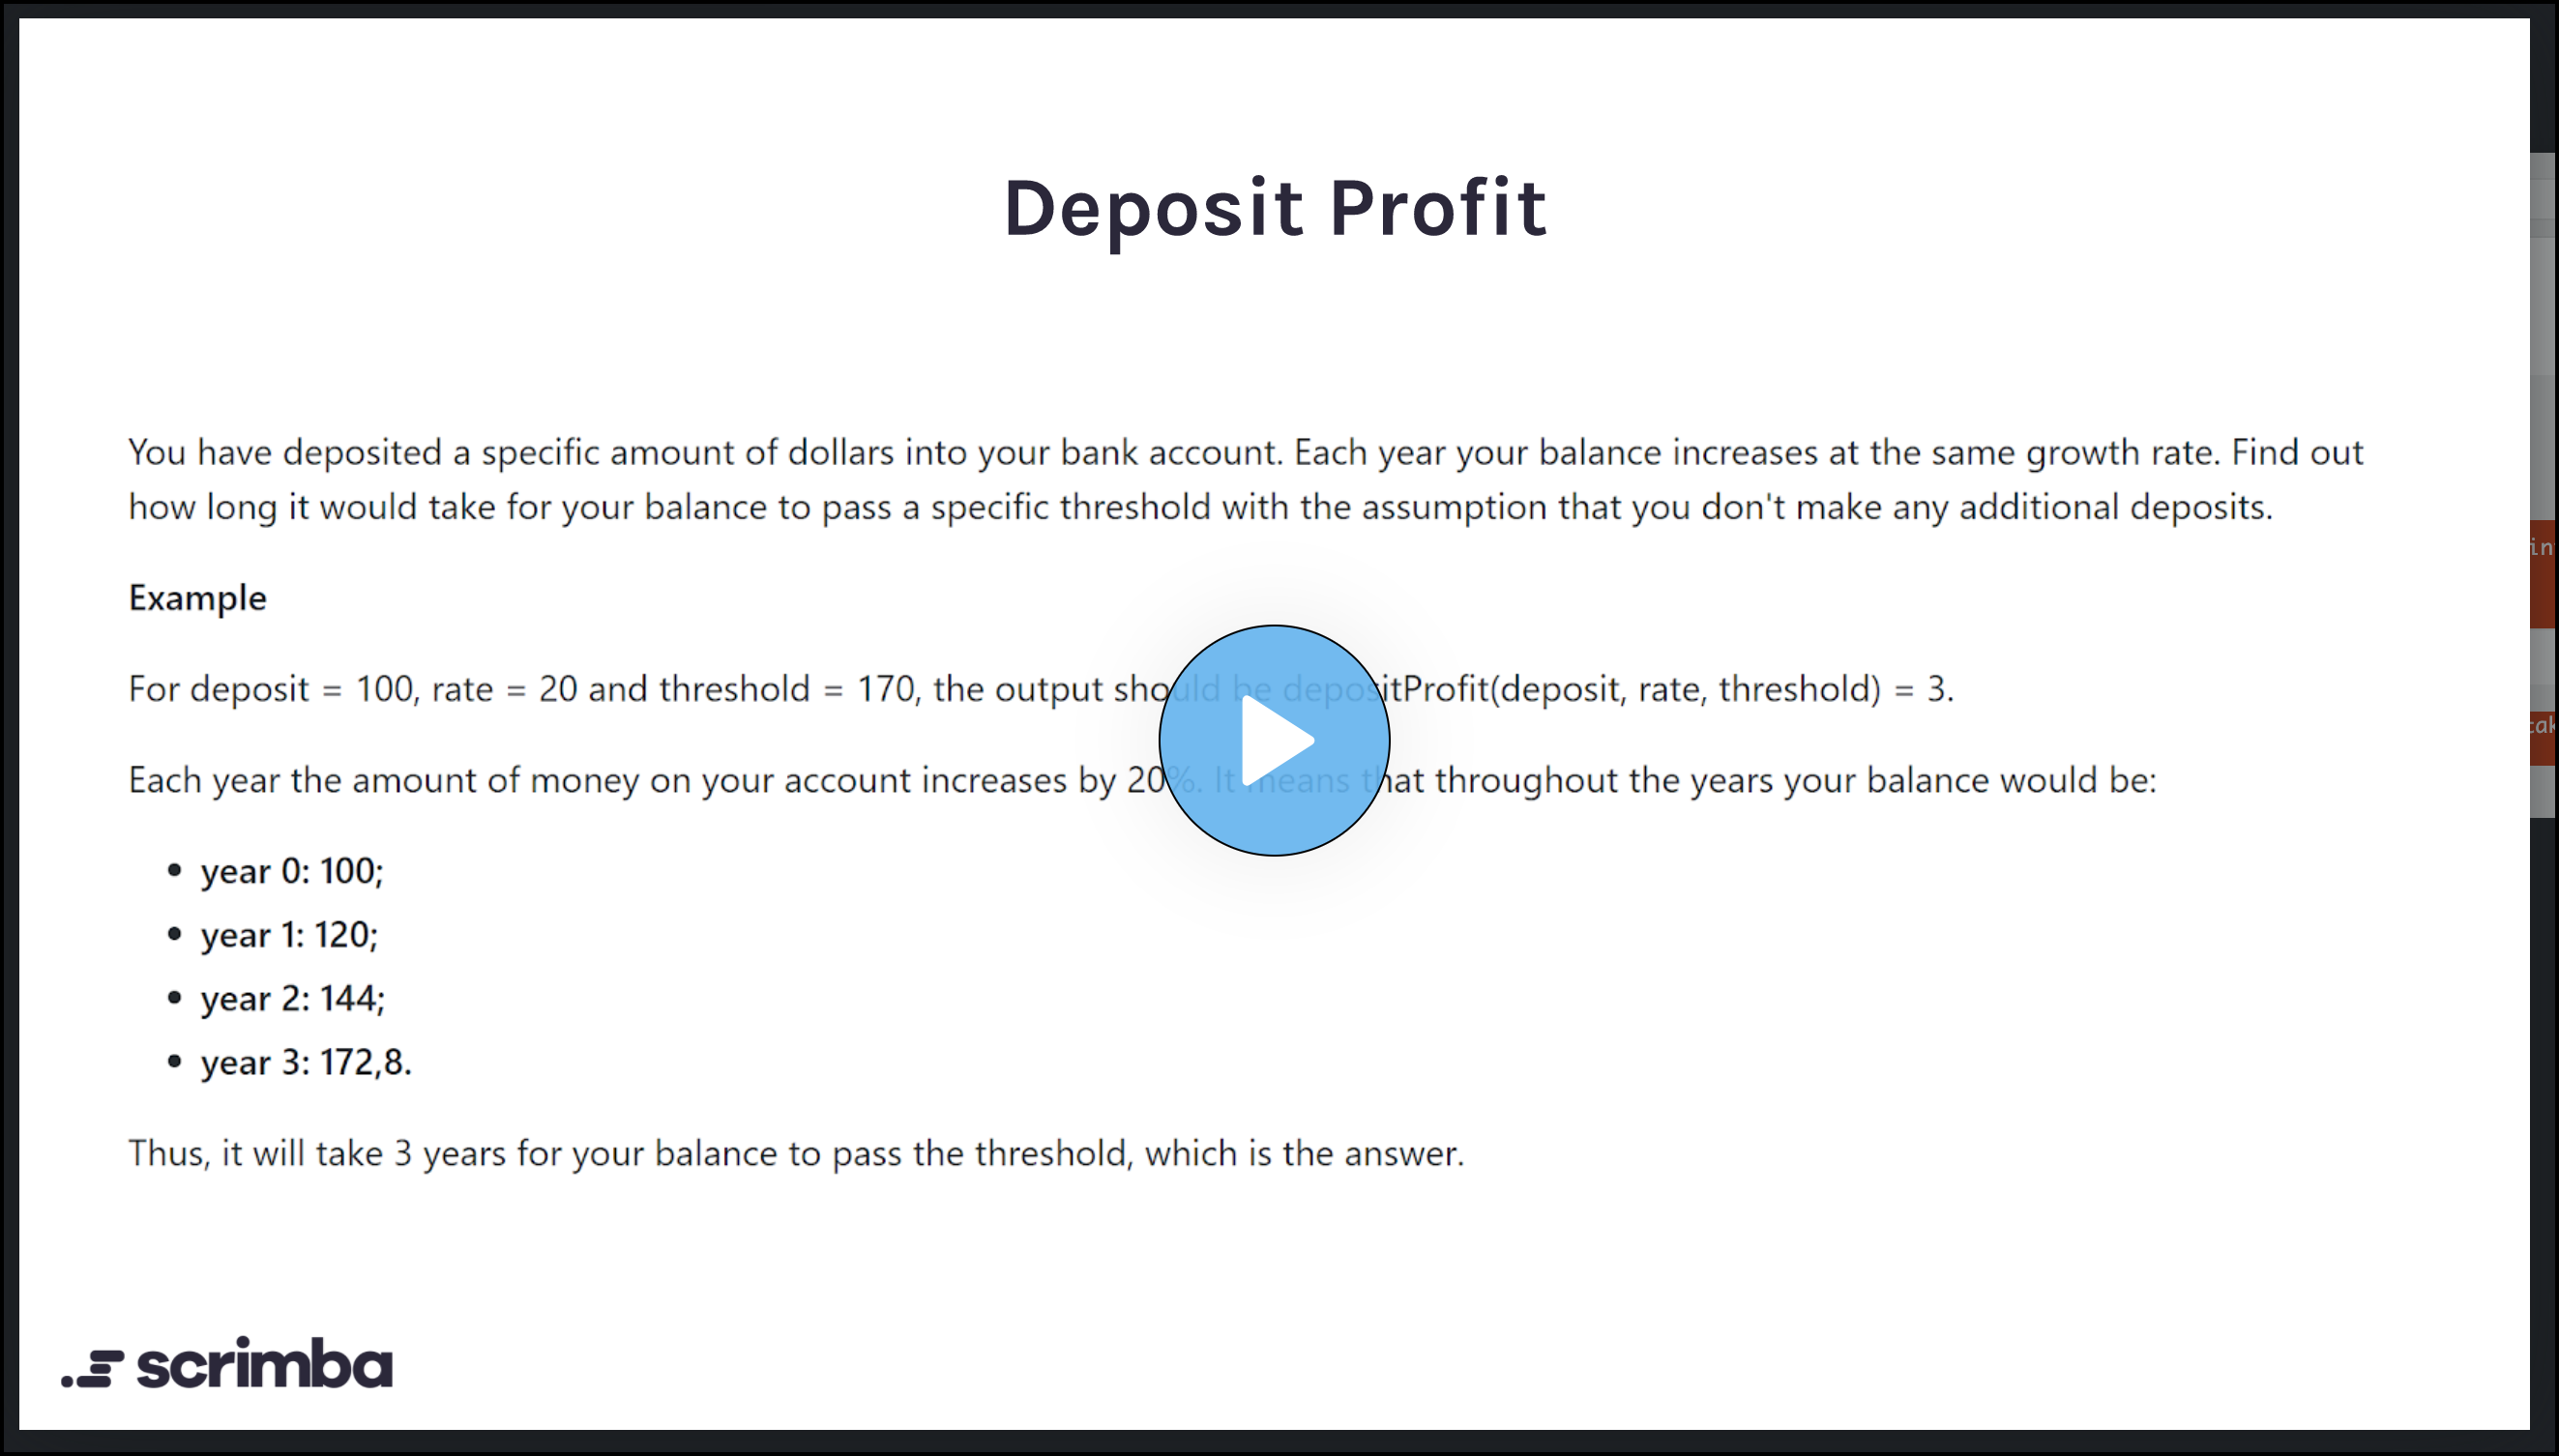 Deposit Profit
You have deposited a specific amount of dollars into your bank account. Each year your balance increases at the same growth rate. Find out
how long it would take for your balance to pass a specific threshold with the assumption that you don't make any additional deposits.
Example
For deposit = 100, rate = 20 and threshold = 170, the output should be depositProfit(deposit, rate, threshold) = 3.
Each year the amount of money on your account increases by 20%. It means that throughout the years your balance would be:
• year 0: 100;
• year 1: 120;
• year 2: 144;
• year 3: 172,8.
Thus, it will take 3 years for your balance to pass the threshold, which is the answer.
scrimba